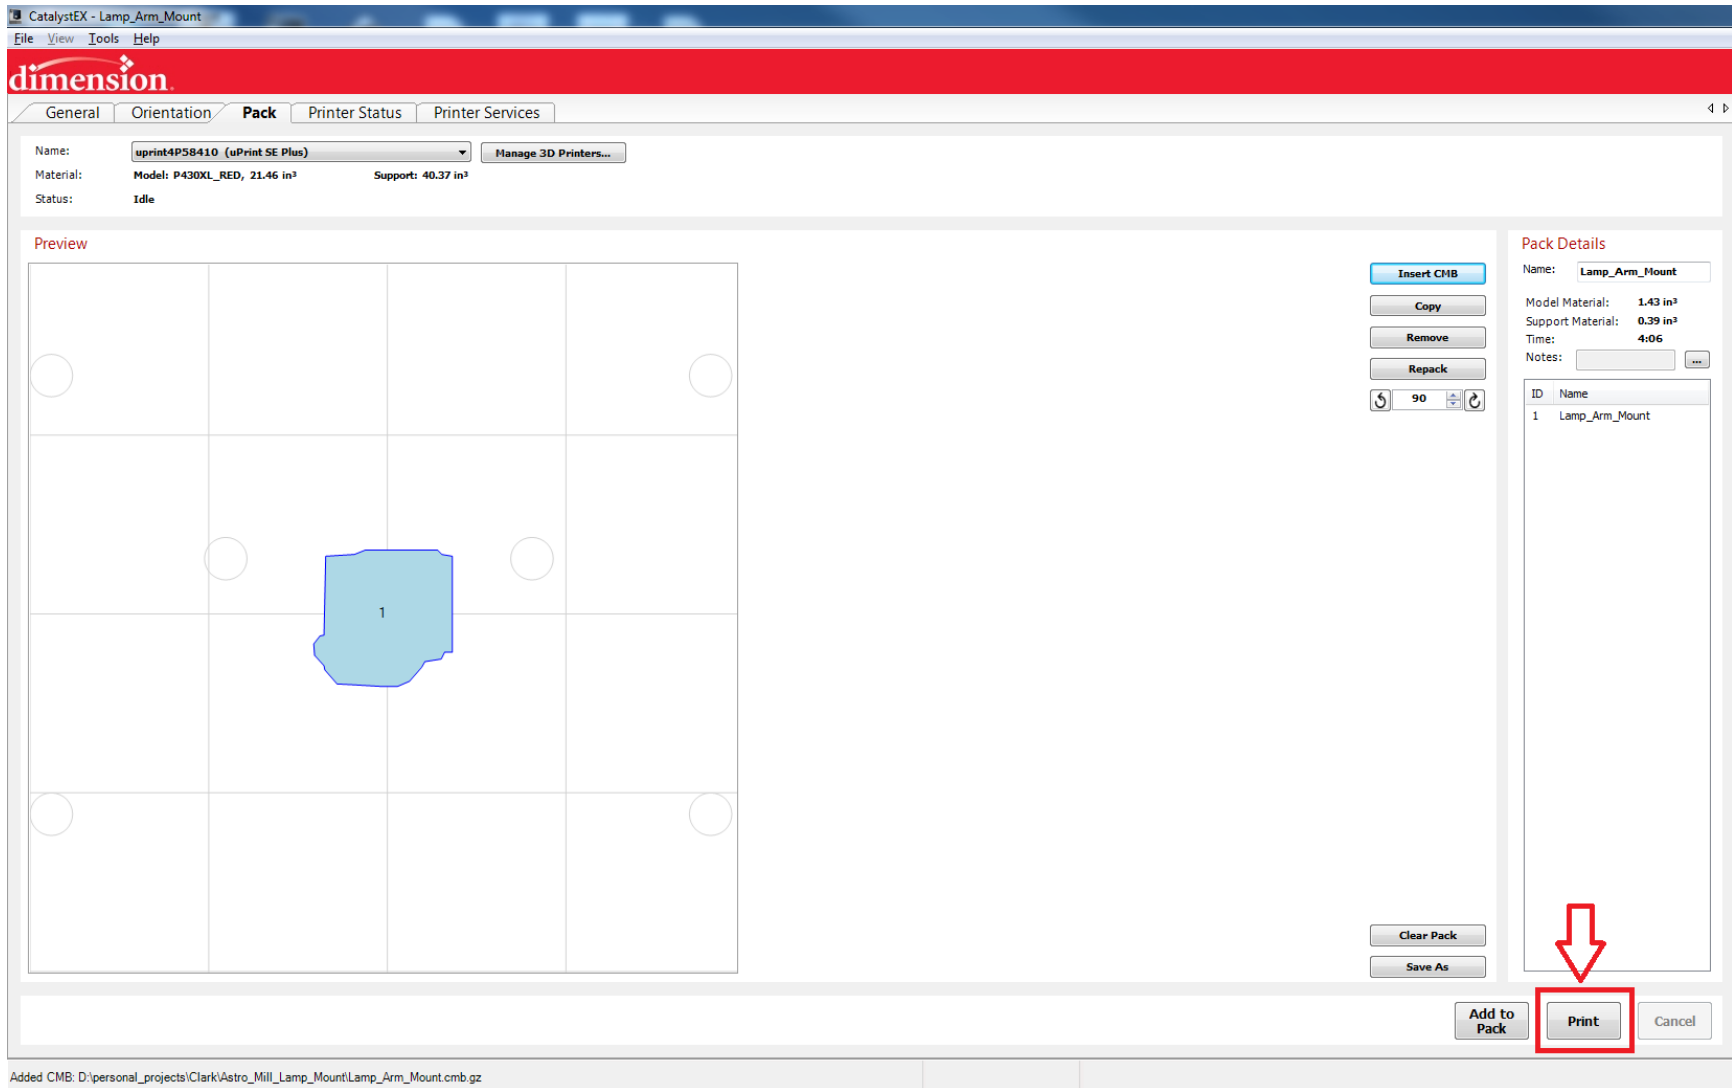 CatalystEX - Lamp_Arm_Mount
File View Tools Help
dimension.
General Orientation Pack Printer Status Printer Services
Name: uprint4P58410 (uPrint SE Plus) Manage 3D Printers...
Material: Model: P430XL_RED, 21.46 in³ Support: 40.37 in³
Status: Idle
Preview
1
Insert CMB
Copy
Remove
Repack
90
Clear Pack
Save As
Pack Details
Name: Lamp_Arm_Mount
Model Material: 1.43 in³
Support Material: 0.39 in³
Time: 4:06
Notes: ...
ID Name
1 Lamp_Arm_Mount
Add to
Pack
Print
Cancel
Added CMB: D:\personal_projects\Clark\Astro_Mill_Lamp_Mount\Lamp_Arm_Mount.cmb.gz